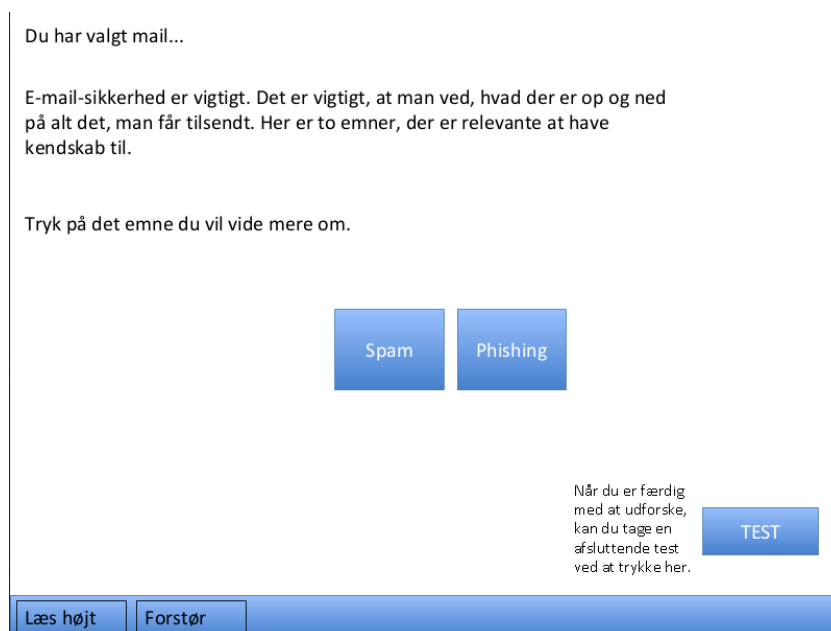 Du har valgt mail...
E-mail-sikkerhed er vigtigt. Det er vigtigt, at man ved, hvad der er op og ned
på alt det, man får tilsendt. Her er to emner, der er relevante at have
kendskab til.
Tryk på det emne du vil vide mere om.
Spam
Phishing
Når du er færdig
med at udforske,
kan du tage en
afsluttende test
ved at trykke her.
TEST
Læs højt
Forstør